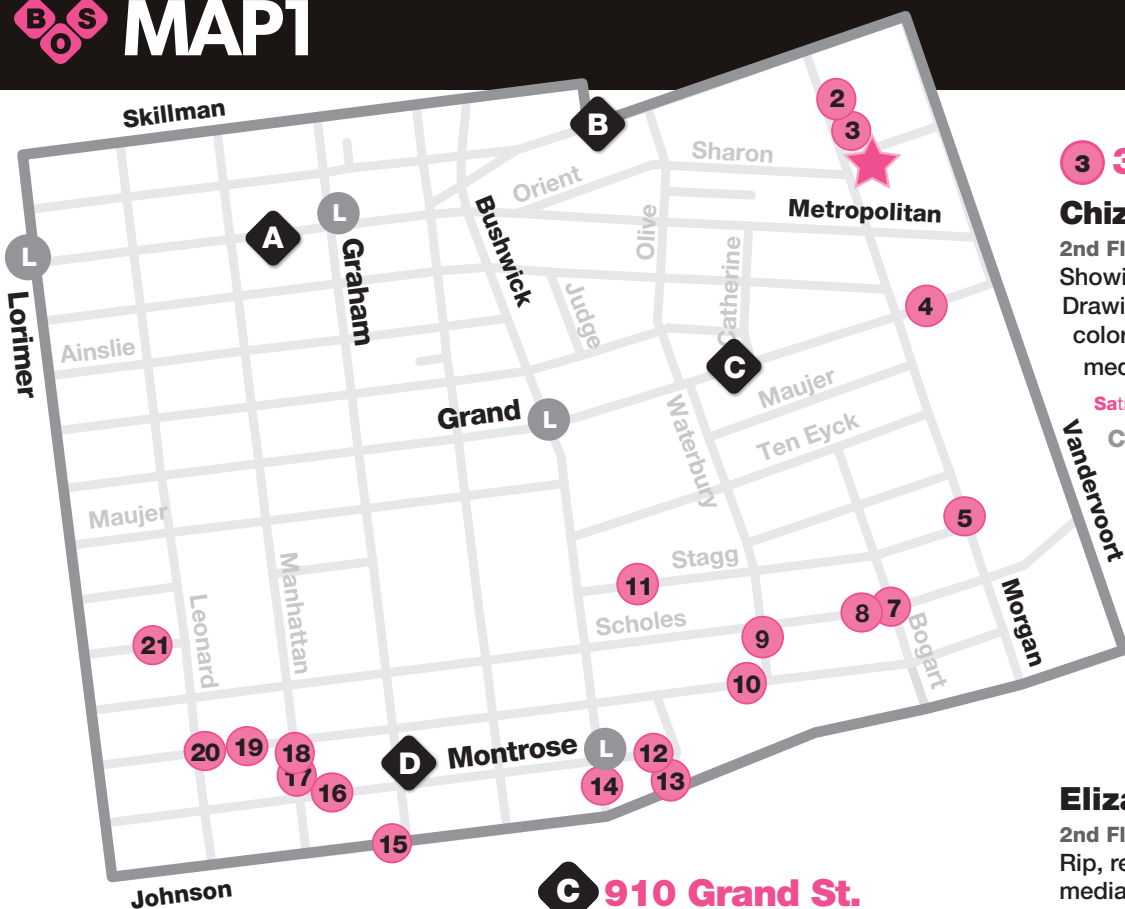 B S
O
MAP1
Skillman
B
2
3
Sharon
3 3
Orient
Metropolitan
Chiz
L
A
L
Bushwick
Olive
2nd Fl
Graham
Catherine
Showi
Lorimer
Judge
4
Drawi
Ainslie
color
C
med
Maujer
Sat:
Grand
L
Waterbury
Ten Eyck
C
Vandervoort
Maujer
5
Manhattan
Stagg
11
Leonard
Scholes
8
7
Morgan
21
9
Bogart
10
20
19
18
D
Montrose
L
12
17
16
14
13
Eliza
15
2nd Fl
Johnson
Rip, re
C 910 Grand St.
media